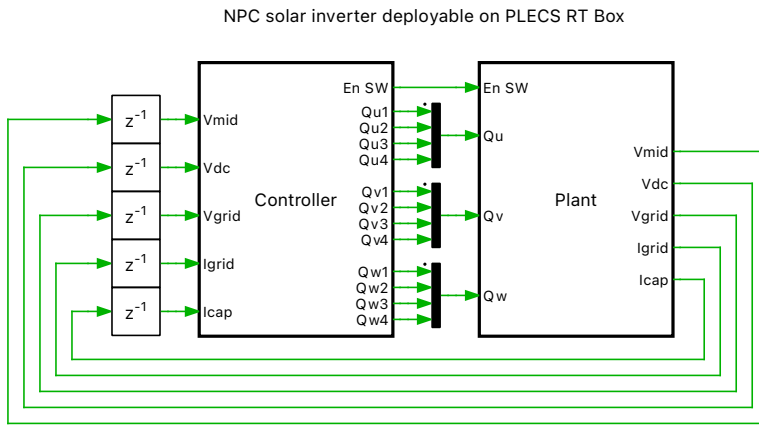 NPC solar inverter deployable on PLECS RT Box
z⁻¹
z⁻¹
z⁻¹
z⁻¹
z⁻¹
Vmid
Vdc
Vgrid
Igrid
Icap
Controller
En SW
Qu1
Qu2
Qu3
Qu4
Qv1
Qv2
Qv3
Qv4
Qw1
Qw2
Qw3
Qw4
En SW
Qu
Qv
Qw
Plant
Vmid
Vdc
Vgrid
Igrid
Icap